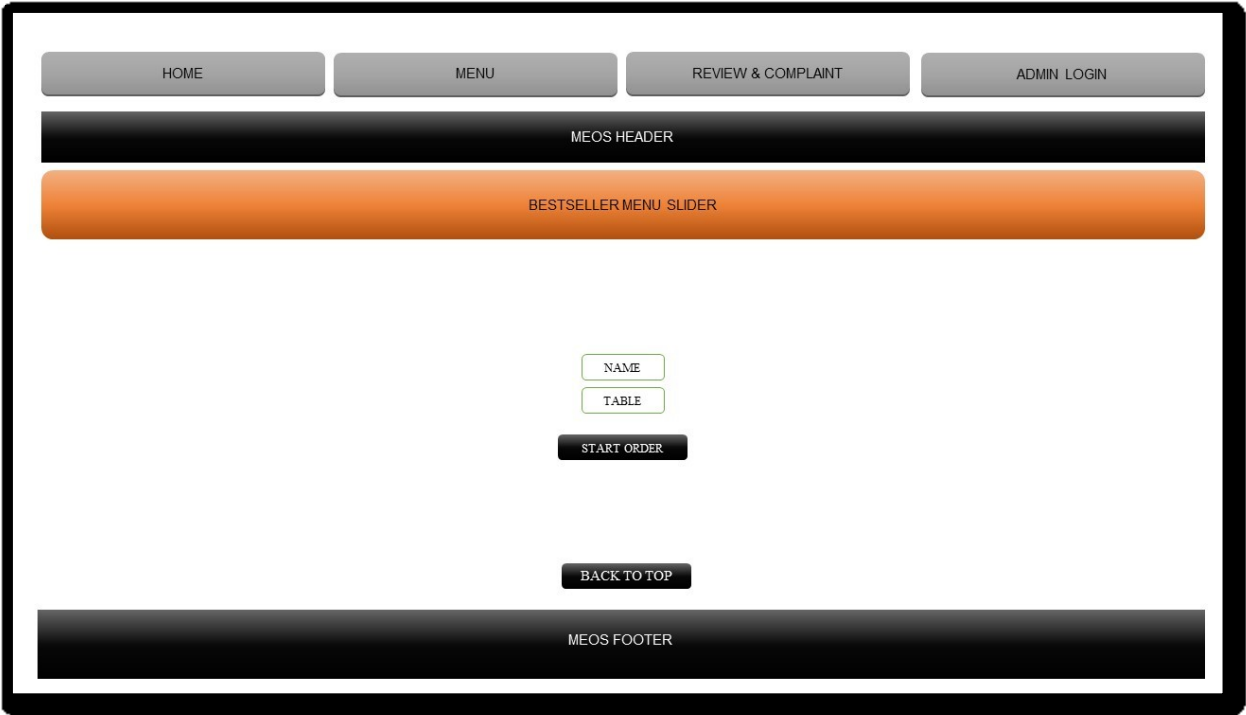 HOME
MENU
REVIEW & COMPLAINT
ADMIN LOGIN
MEOS HEADER
BESTSELLER MENU SLIDER
NAME
TABLE
START ORDER
BACK TO TOP
MEOS FOOTER